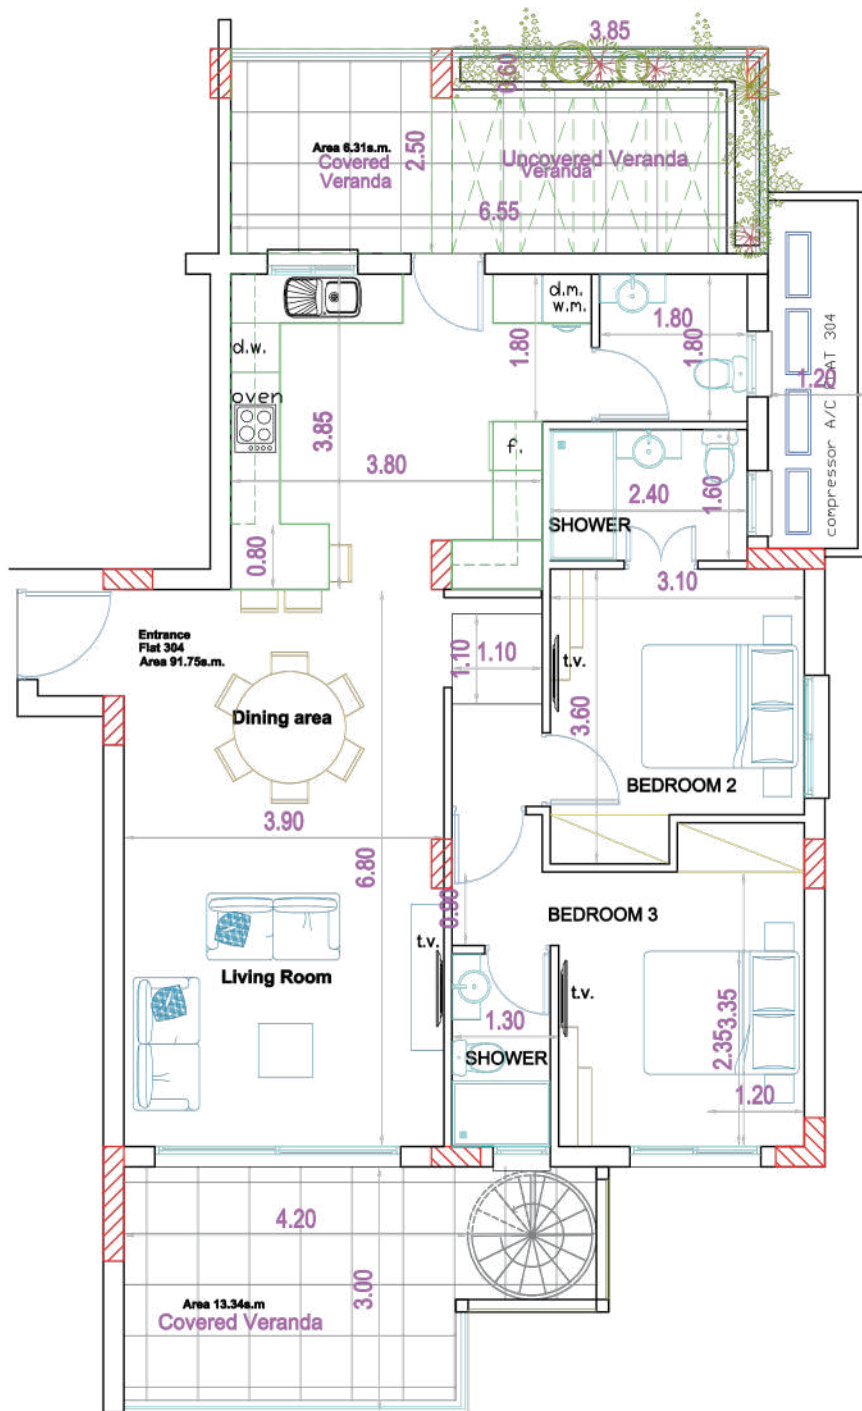 3.85
0.60
Area 6.31s.m.
Covered
Veranda
2.50
Uncovered Veranda
Veranda
6.55
d.m.
w.m.
1.80
1.80
1.80
d.w.
oven
3.85
3.80
f.
0.80
1.20
compressor A/C FLAT 304
2.40
1.60
SHOWER
3.10
Entrance
Flat 304
Area 91.75s.m.
1.10
1.10
t.v.
3.60
Dining area
BEDROOM 2
3.90
6.80
0.90
BEDROOM 3
t.v.
Living Room
t.v.
1.30
SHOWER
2.35
3.35
1.20
4.20
3.00
Area 13.34s.m
Covered Veranda